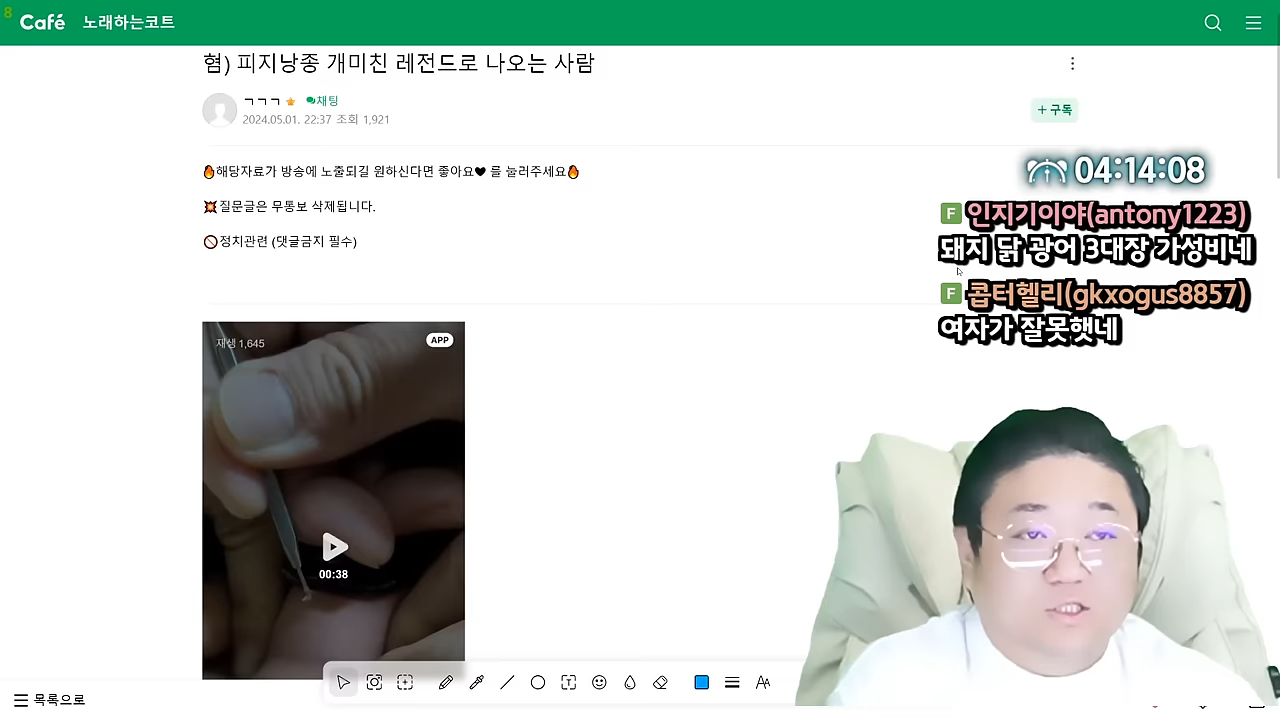 8
Café 노래하는코트
혐) 피지낭종 개미친 레전드로 나오는 사람
ㄱㄱㄱ 채팅
2024.05.01. 22:37 조회 1,921
+ 구독
🔥해당자료가 방송에 노출되길 원하신다면 좋아요🖤 를 눌러주세요🔥
💥질문글은 무통보 삭제됩니다.
🚫정치관련 (댓글금지 필수)
04:14:08
F 인지기이야(antony1223)
돼지 닭 광어 3대장 가성비네
F 콥터헬리(gkxogus8857)
여자가 잘못햇네
재생 1,645
APP
00:38
목록으로